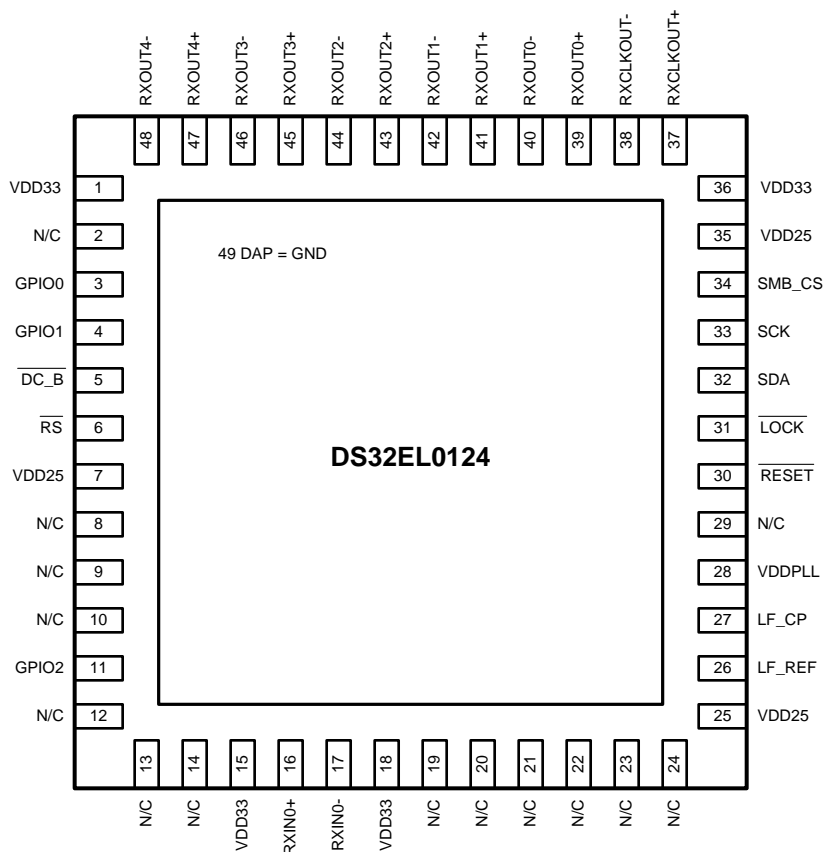 RXOUT4-
RXOUT4+
RXOUT3-
RXOUT3+
RXOUT2-
RXOUT2+
RXOUT1-
RXOUT1+
RXOUT0-
RXOUT0+
RXCLKOUT-
RXCLKOUT+
48
47
46
45
44
43
42
41
40
39
38
37
VDD33 1
N/C 2
GPIO0 3
GPIO1 4
DC_B 5
RS 6
VDD25 7
N/C 8
N/C 9
N/C 10
GPIO2 11
N/C 12
49 DAP = GND
DS32EL0124
36 VDD33
35 VDD25
34 SMB_CS
33 SCK
32 SDA
31 LOCK
30 RESET
29 N/C
28 VDDPLL
27 LF_CP
26 LF_REF
25 VDD25
13
14
15
16
17
18
19
20
21
22
23
24
N/C
N/C
VDD33
RXIN0+
RXIN0-
VDD33
N/C
N/C
N/C
N/C
N/C
N/C